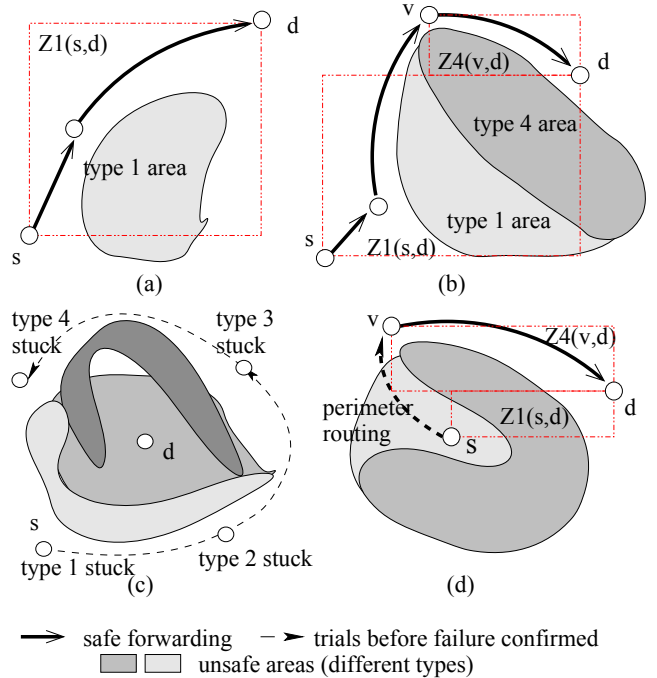 d
Z1(s,d)
type 1 area
s
(a)
v
d
Z4(v,d)
type 4 area
type 1 area
s
Z1(s,d)
(b)
type 4
stuck
type 3
stuck
d
s
type 1 stuck
type 2 stuck
(c)
v
Z4(v,d)
d
perimeter
routing
Z1(s,d)
s
(d)
safe forwarding
trials before failure confirmed
unsafe areas (different types)